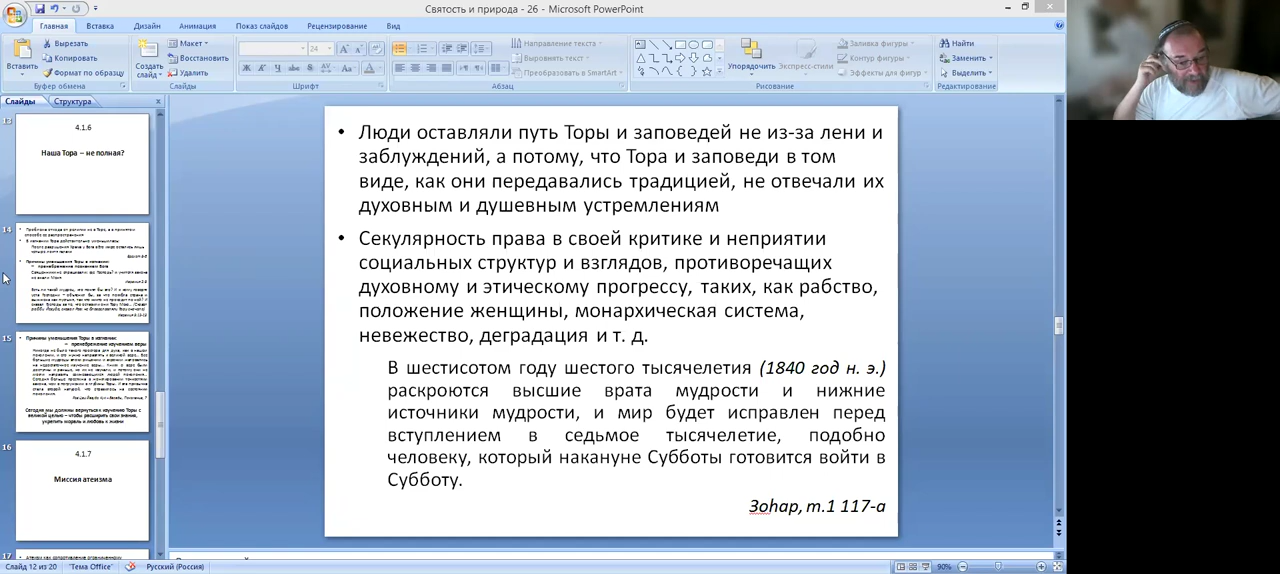 Святость и природа - 26 - Microsoft PowerPoint
Главная
Вставка
Дизайн
Анимация
Показ слайдов
Рецензирование
Вид
Вставить
Вырезать
Копировать
Формат по образцу
Буфер обмена
Создать слайд
Макет
Восстановить
Удалить
Слайды
24
Шрифт
Направление текста
Выровнять текст
Преобразовать в SmartArt
Абзац
Упорядочить
Экспресс-стили
Заливка фигуры
Контур фигуры
Эффекты для фигур
Рисование
Найти
Заменить
Выделить
Редактирование
Слайды
Структура
13
4.1.6
Наша Тора – не полная?
14
15
16
4.1.7
Миссия атеизма
17
• Люди оставляли путь Торы и заповедей не из-за лени и
заблуждений, а потому, что Тора и заповеди в том
виде, как они передавались традицией, не отвечали их
духовным и душевным устремлениям
• Секулярность права в своей критике и неприятии
социальных структур и взглядов, противоречащих
духовному и этическому прогрессу, таких, как рабство,
положение женщины, монархическая система,
невежество, деградация и т. д.
В шестисотом году шестого тысячелетия (1840 год н. э.)
раскроются высшие врата мудрости и нижние
источники мудрости, и мир будет исправлен перед
вступлением в седьмое тысячелетие, подобно
человеку, который накануне Субботы готовится войти в
Субботу.
Зоhар, т.1 117-а
Слайд 12 из 20
"Тема Office"
Русский (Россия)
90%